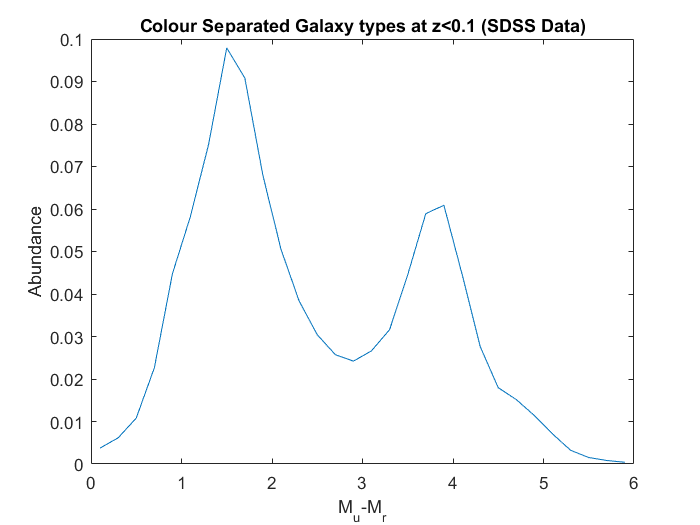 Colour Separated Galaxy types at z<0.1 (SDSS Data)
0.1
0.09
0.08
0.07
0.06
0.05
0.04
0.03
0.02
0.01
0
Abundance
0 1 2 3 4 5 6
M_u-M_r